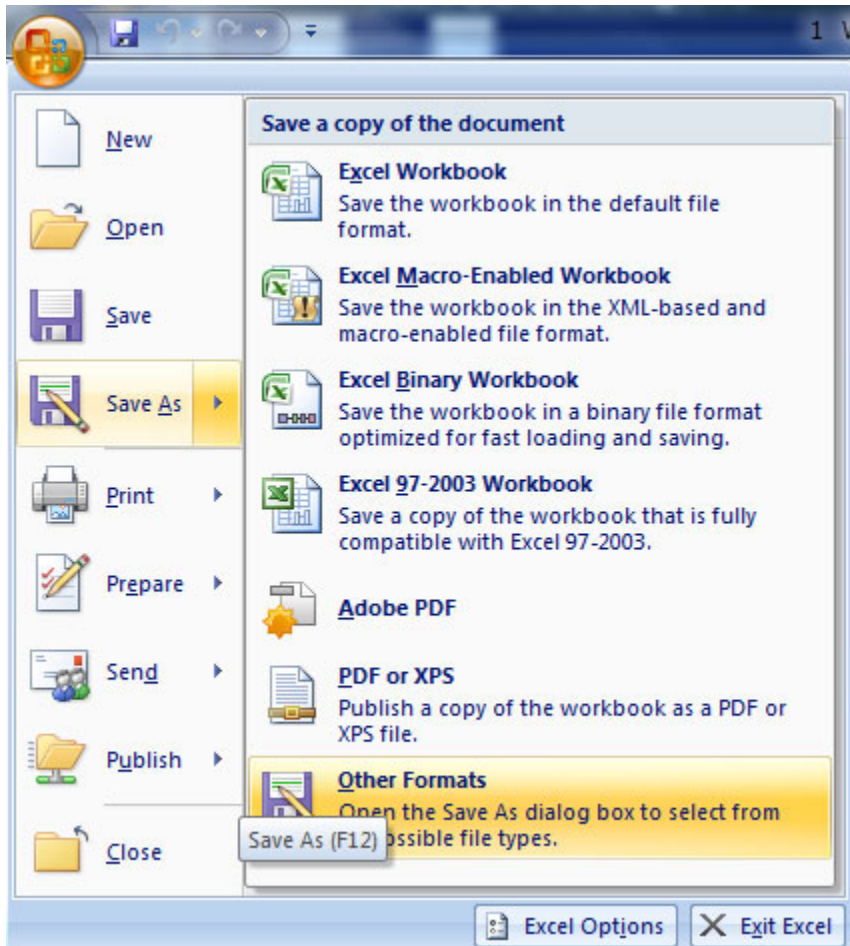 1
New
Open
Save
Save As
Print
Prepare
Send
Publish
Close
Save a copy of the document
Excel Workbook
Save the workbook in the default file
format.
Excel Macro-Enabled Workbook
Save the workbook in the XML-based and
macro-enabled file format.
Excel Binary Workbook
Save the workbook in a binary file format
optimized for fast loading and saving.
Excel 97-2003 Workbook
Save a copy of the workbook that is fully
compatible with Excel 97-2003.
Adobe PDF
PDF or XPS
Publish a copy of the workbook as a PDF or
XPS file.
Other Formats
Open the Save As dialog box to select from
file types.
Save As (F12)
Excel Options
Exit Excel